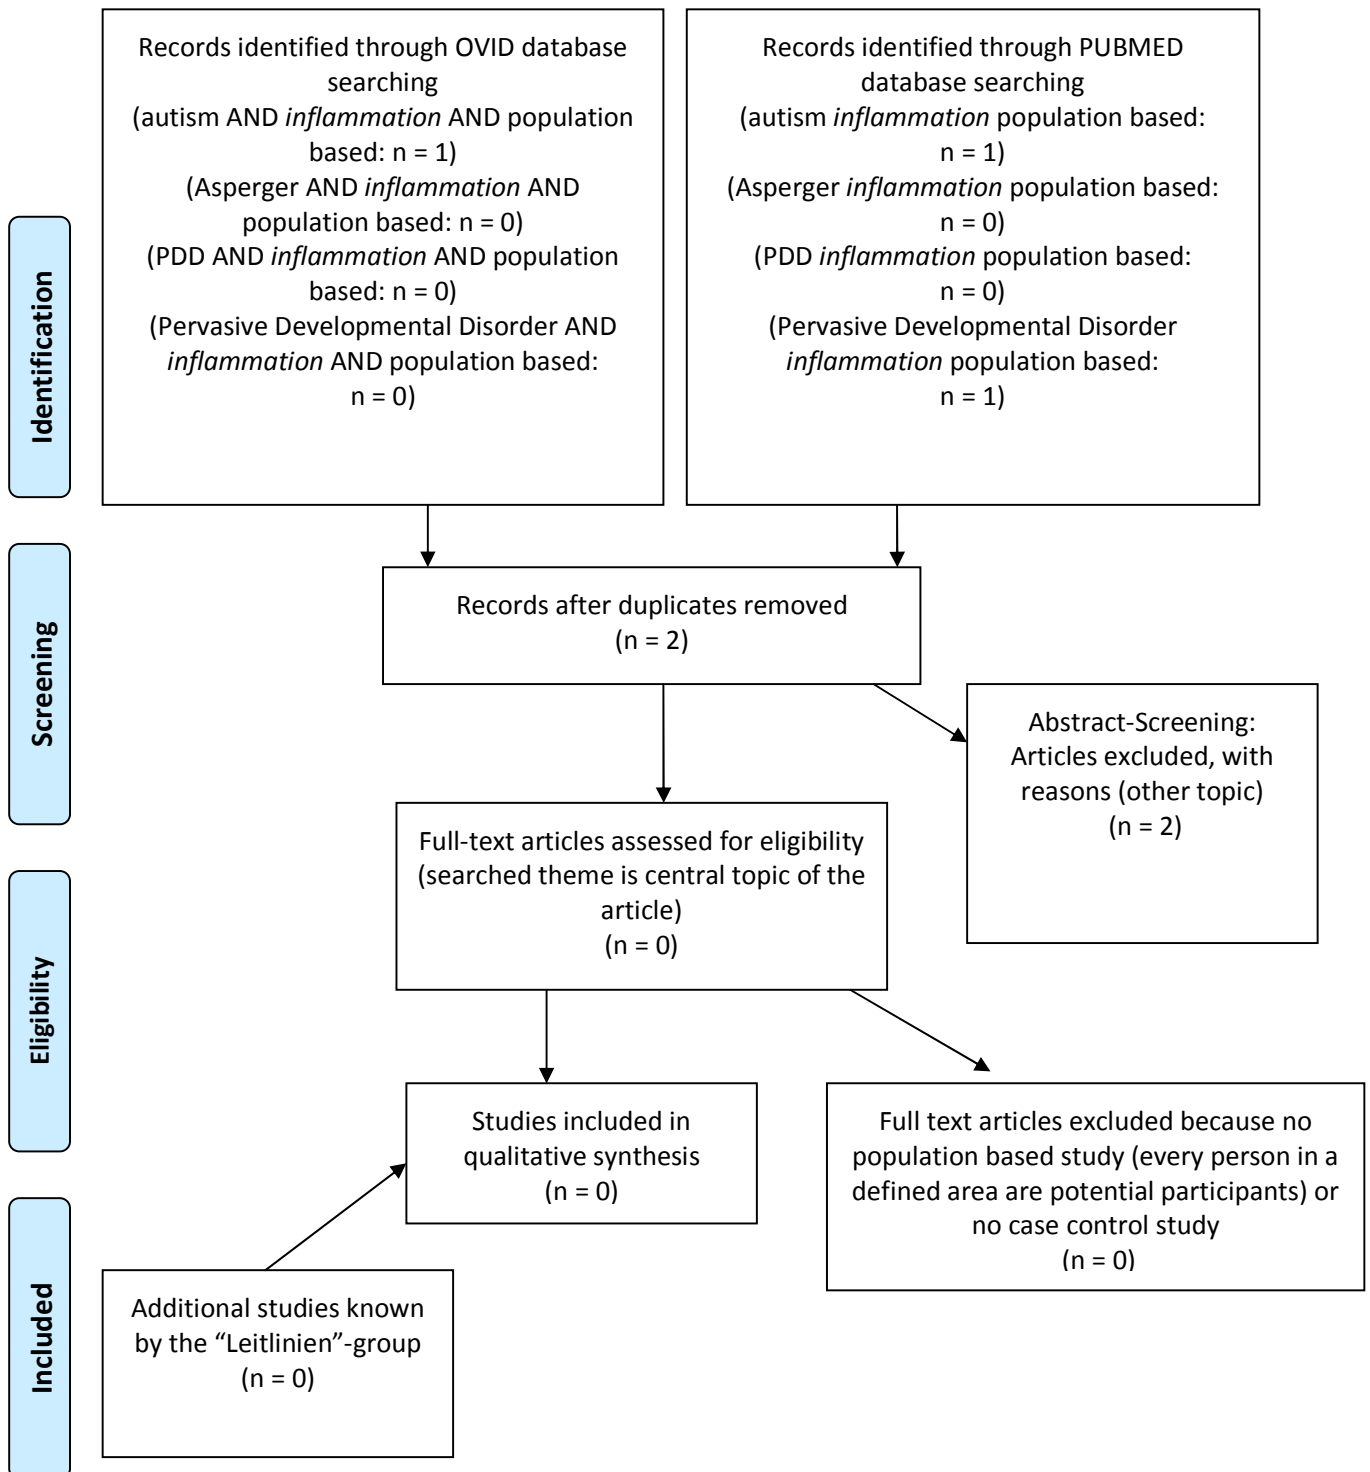 Records identified through OVID database
searching
(autism AND inflammation AND population
based: n = 1)
(Asperger AND inflammation AND
population based: n = 0)
(PDD AND inflammation AND population
based: n = 0)
(Pervasive Developmental Disorder AND
inflammation AND population based:
n = 0)
Records identified through PUBMED
database searching
(autism inflammation population based:
n = 1)
(Asperger inflammation population based:
n = 0)
(PDD inflammation population based:
n = 0)
(Pervasive Developmental Disorder
inflammation population based:
n = 1)
Identification
Records after duplicates removed
(n = 2)
Screening
Abstract-Screening:
Articles excluded, with
reasons (other topic)
(n = 2)
Full-text articles assessed for eligibility
(searched theme is central topic of the
article)
(n = 0)
Eligibility
Studies included in
qualitative synthesis
(n = 0)
Full text articles excluded because no
population based study (every person in a
defined area are potential participants) or
no case control study
(n = 0)
Included
Additional studies known
by the “Leitlinien”-group
(n = 0)